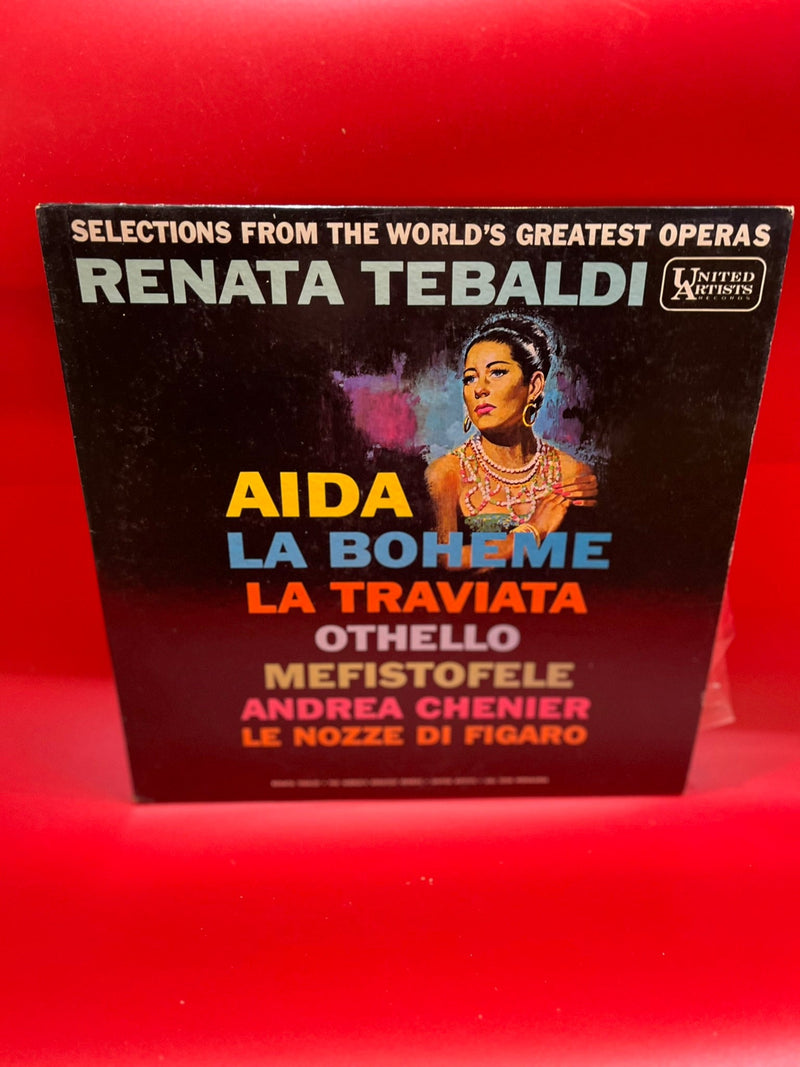 SELECTIONS FROM THE WORLD'S GREATEST OPERAS
RENATA TEBALDI
UNITED
ARTISTS
RECORDS
AIDA
LA BOHEME
LA TRAVIATA
OTHELLO
MEFISTOFELE
ANDREA CHENIER
LE NOZZE DI FIGARO